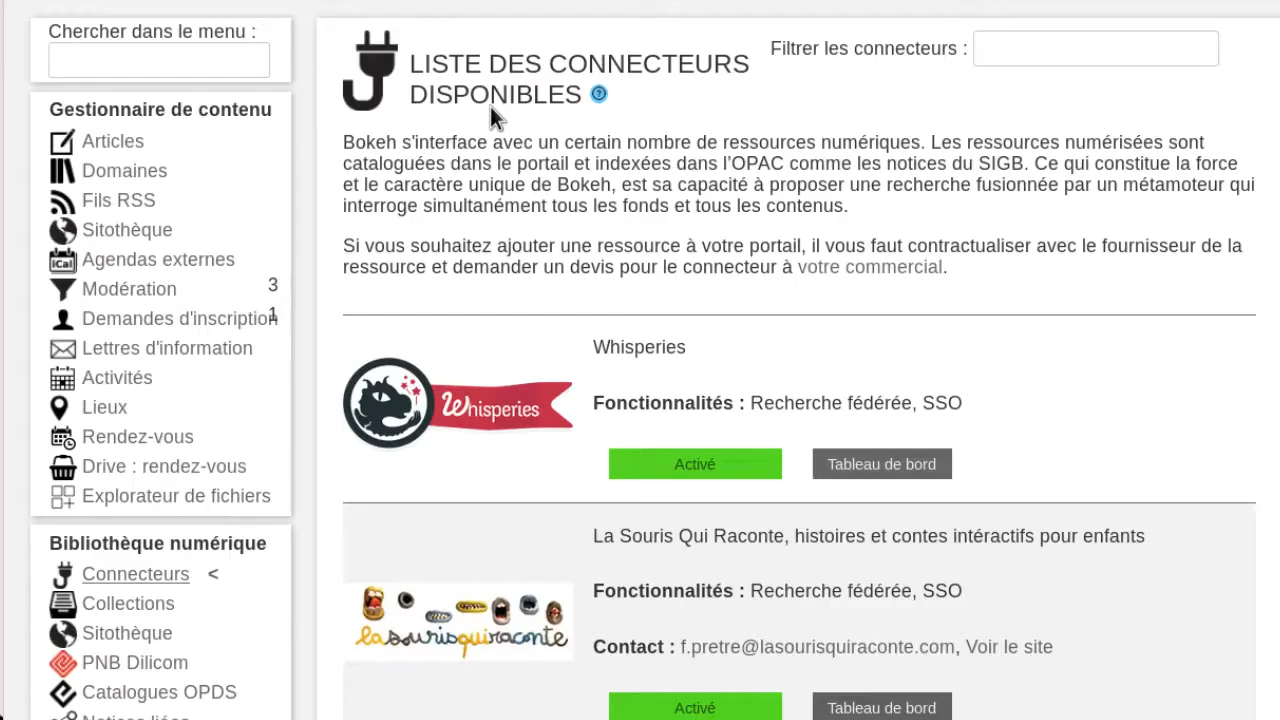 Chercher dans le menu :
Gestionnaire de contenu
Articles
Domaines
Fils RSS
Sitothèque
iCal Agendas externes
Modération 3
Demandes d'inscription 1
Lettres d'information
Activités
Lieux
Rendez-vous
Drive : rendez-vous
Explorateur de fichiers
Bibliothèque numérique
Connecteurs <
Collections
Sitothèque
PNB Dilicom
Catalogues OPDS
Notices liées
LISTE DES CONNECTEURS
DISPONIBLES ?
Filtrer les connecteurs :
Bokeh s'interface avec un certain nombre de ressources numériques. Les ressources numérisées sont
cataloguées dans le portail et indexées dans l’OPAC comme les notices du SIGB. Ce qui constitue la force
et le caractère unique de Bokeh, est sa capacité à proposer une recherche fusionnée par un métamoteur qui
interroge simultanément tous les fonds et tous les contenus.
Si vous souhaitez ajouter une ressource à votre portail, il vous faut contractualiser avec le fournisseur de la
ressource et demander un devis pour le connecteur à votre commercial.
Whisperies
Whisperies
Fonctionnalités : Recherche fédérée, SSO
Activé
Tableau de bord
La Souris Qui Raconte, histoires et contes intéractifs pour enfants
lasourisquiraconte
Fonctionnalités : Recherche fédérée, SSO
Contact : f.pretre@lasourisquiraconte.com, Voir le site
Activé
Tableau de bord